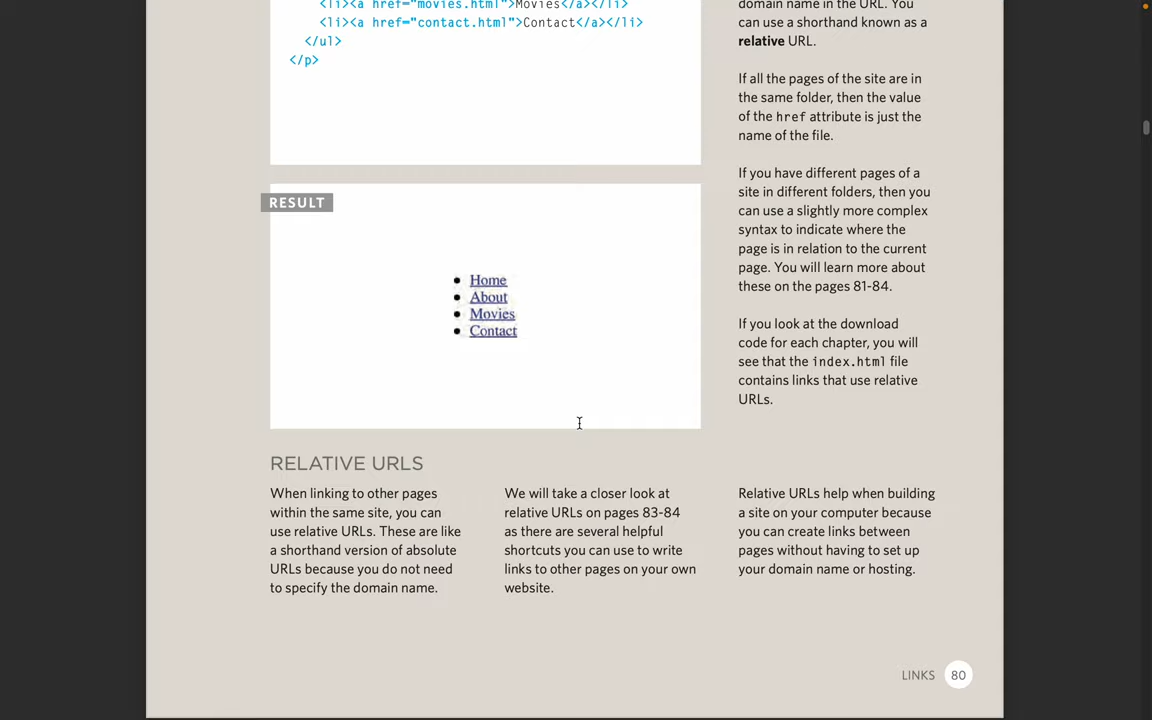 <li><a href="movies.html">Movies</a></li>
<li><a href="contact.html">Contact</a></li>
</ul>
</p>
RESULT
Home
About
Movies
Contact
domain name in the URL. You
can use a shorthand known as a
relative URL.
If all the pages of the site are in
the same folder, then the value
of the href attribute is just the
name of the file.
If you have different pages of a
site in different folders, then you
can use a slightly more complex
syntax to indicate where the
page is in relation to the current
page. You will learn more about
these on the pages 81-84.
If you look at the download
code for each chapter, you will
see that the index.html file
contains links that use relative
URLs.
RELATIVE URLS
When linking to other pages
within the same site, you can
use relative URLs. These are like
a shorthand version of absolute
URLs because you do not need
to specify the domain name.
We will take a closer look at
relative URLs on pages 83-84
as there are several helpful
shortcuts you can use to write
links to other pages on your own
website.
Relative URLs help when building
a site on your computer because
you can create links between
pages without having to set up
your domain name or hosting.
LINKS 80